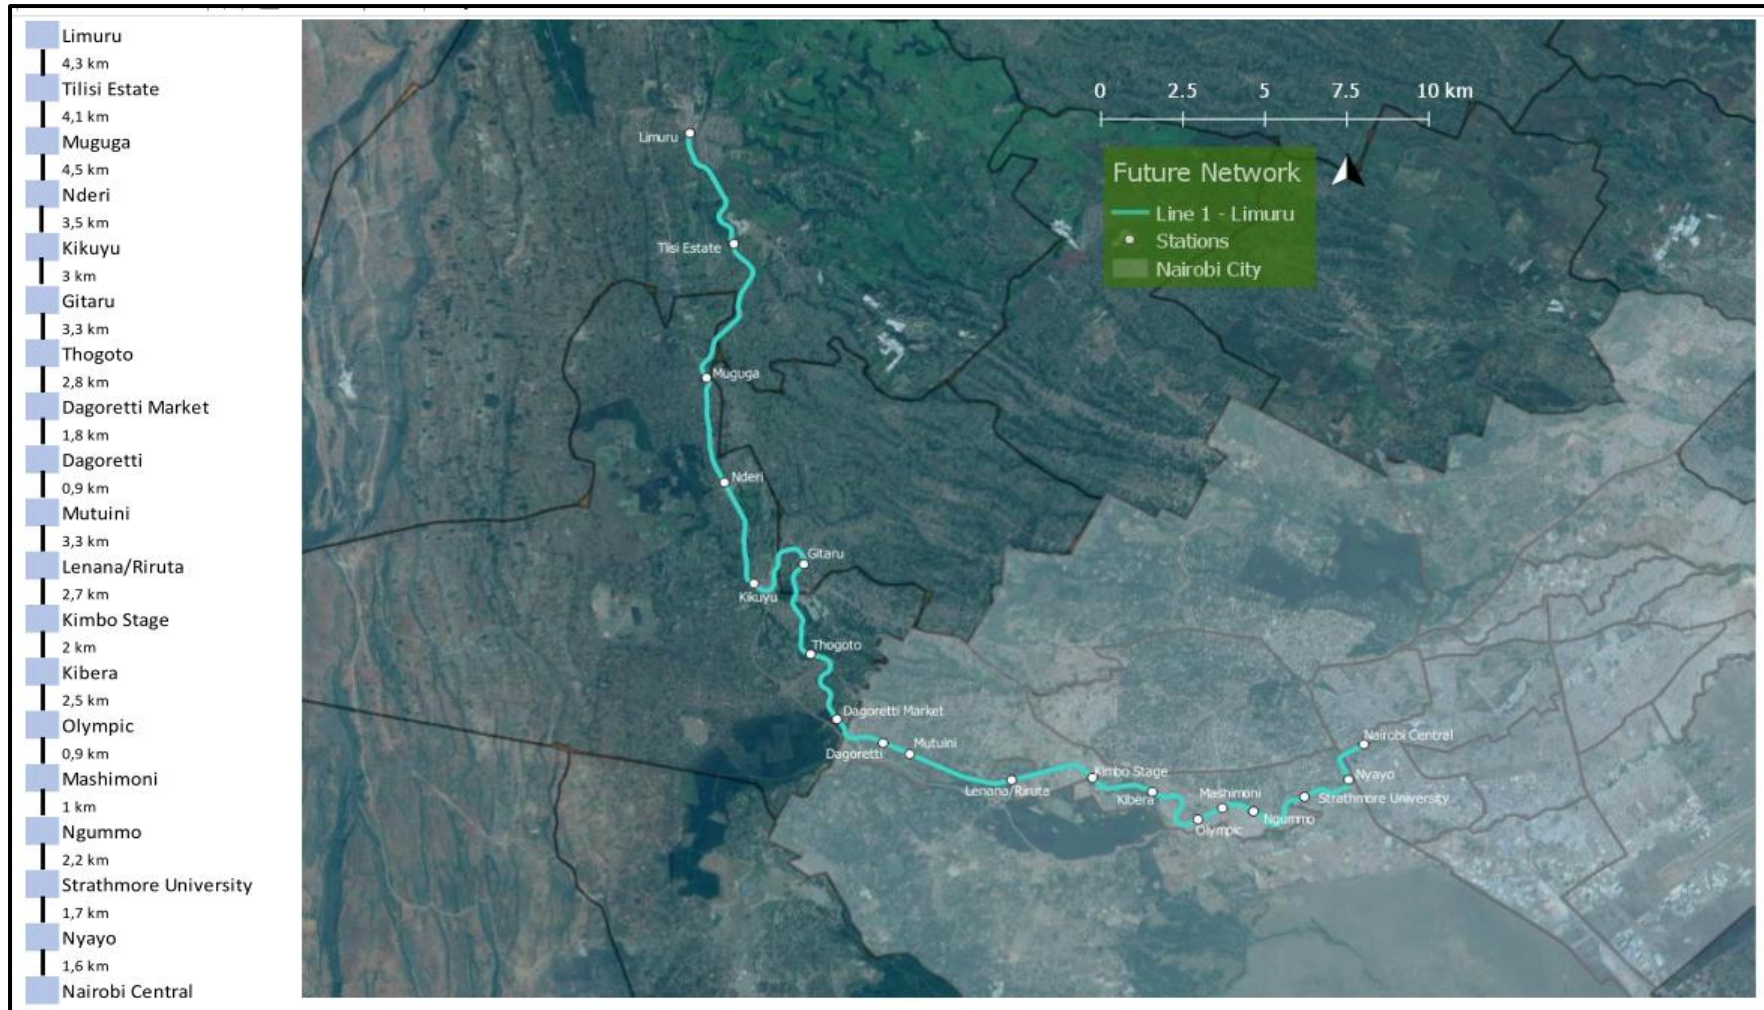 Limuru
4,3 km
Tilisi Estate
4,1 km
Muguga
4,5 km
Nderi
3,5 km
Kikuyu
3 km
Gitaru
3,3 km
Thogoto
2,8 km
Dagoretti Market
1,8 km
Dagoretti
0,9 km
Mutuini
3,3 km
Lenana/Riruta
2,7 km
Kimbo Stage
2 km
Kibera
2,5 km
Olympic
0,9 km
Mashimoni
1 km
Ngummo
2,2 km
Strathmore University
1,7 km
Nyayo
1,6 km
Nairobi Central
0 2.5 5 7.5 10 km
Future Network
Line 1 - Limuru
Stations
Nairobi City
Limuru
Tlisi Estate
Muguga
Nderi
Gitaru
Kikuyu
Thogoto
Dagoretti Market
Dagoretti
Mutuini
Lenana/Riruta
Kimbo Stage
Kibera
Mashimoni
Olympic
Ngummo
Strathmore University
Nyayo
Nairobi Central